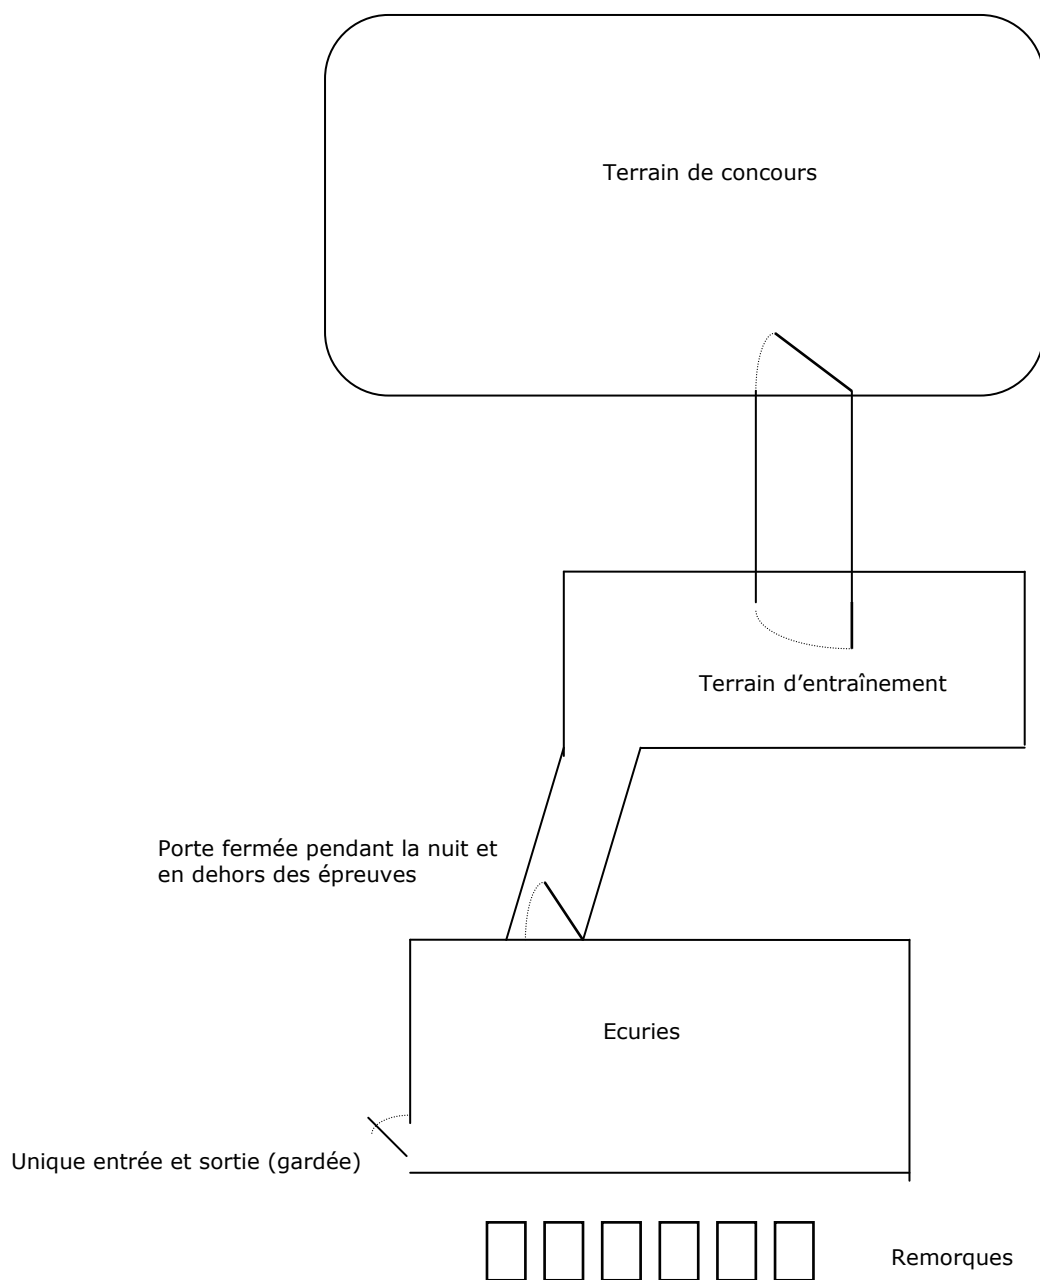 Terrain de concours
Terrain d’entraînement
Porte fermée pendant la nuit et
en dehors des épreuves
Ecuries
Unique entrée et sortie (gardée)
Remorques